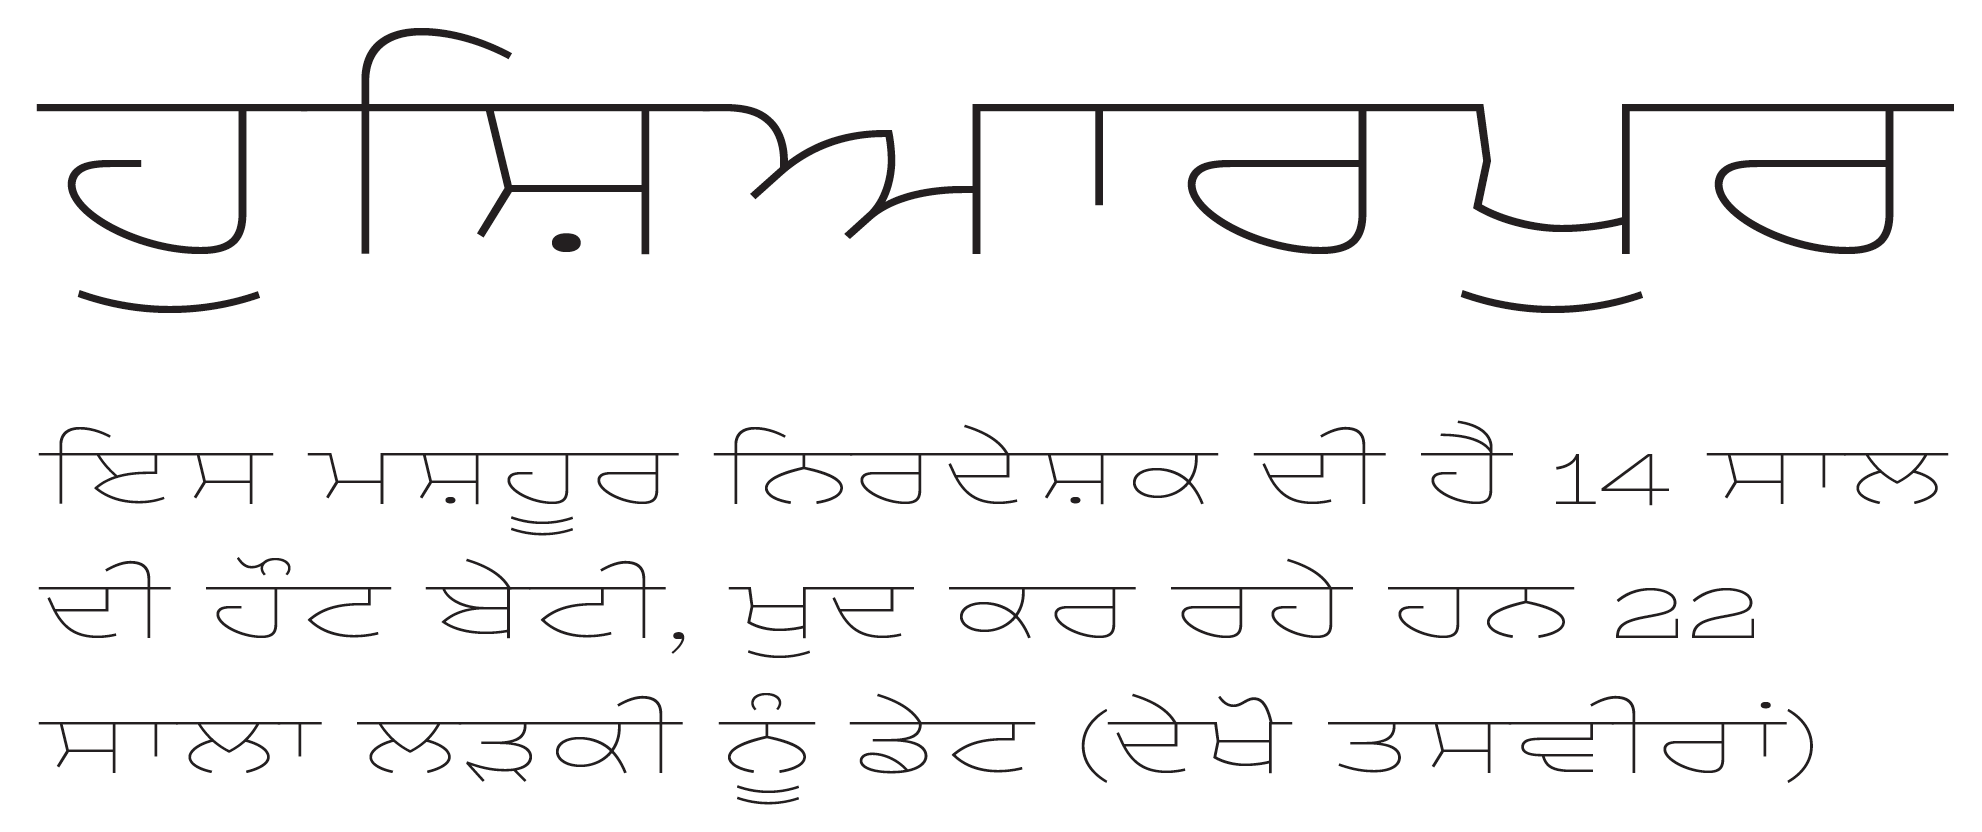 ਹੁਸ਼ਿਆਰਪੁਰ
ਇਸ ਮਸ਼ਹੂਰ ਨਿਰਦੇਸ਼ਕ ਦੀ ਹੈ 14 ਸਾਲ
ਦੀ ਹੌਟ ਬੇਟੀ, ਖੁਦ ਕਰ ਰਹੇ ਹਨ 22
ਸਾਲਾ ਲੜਕੀ ਨੂੰ ਡੇਟ (ਦੇਖੋ ਤਸਵੀਰਾਂ)